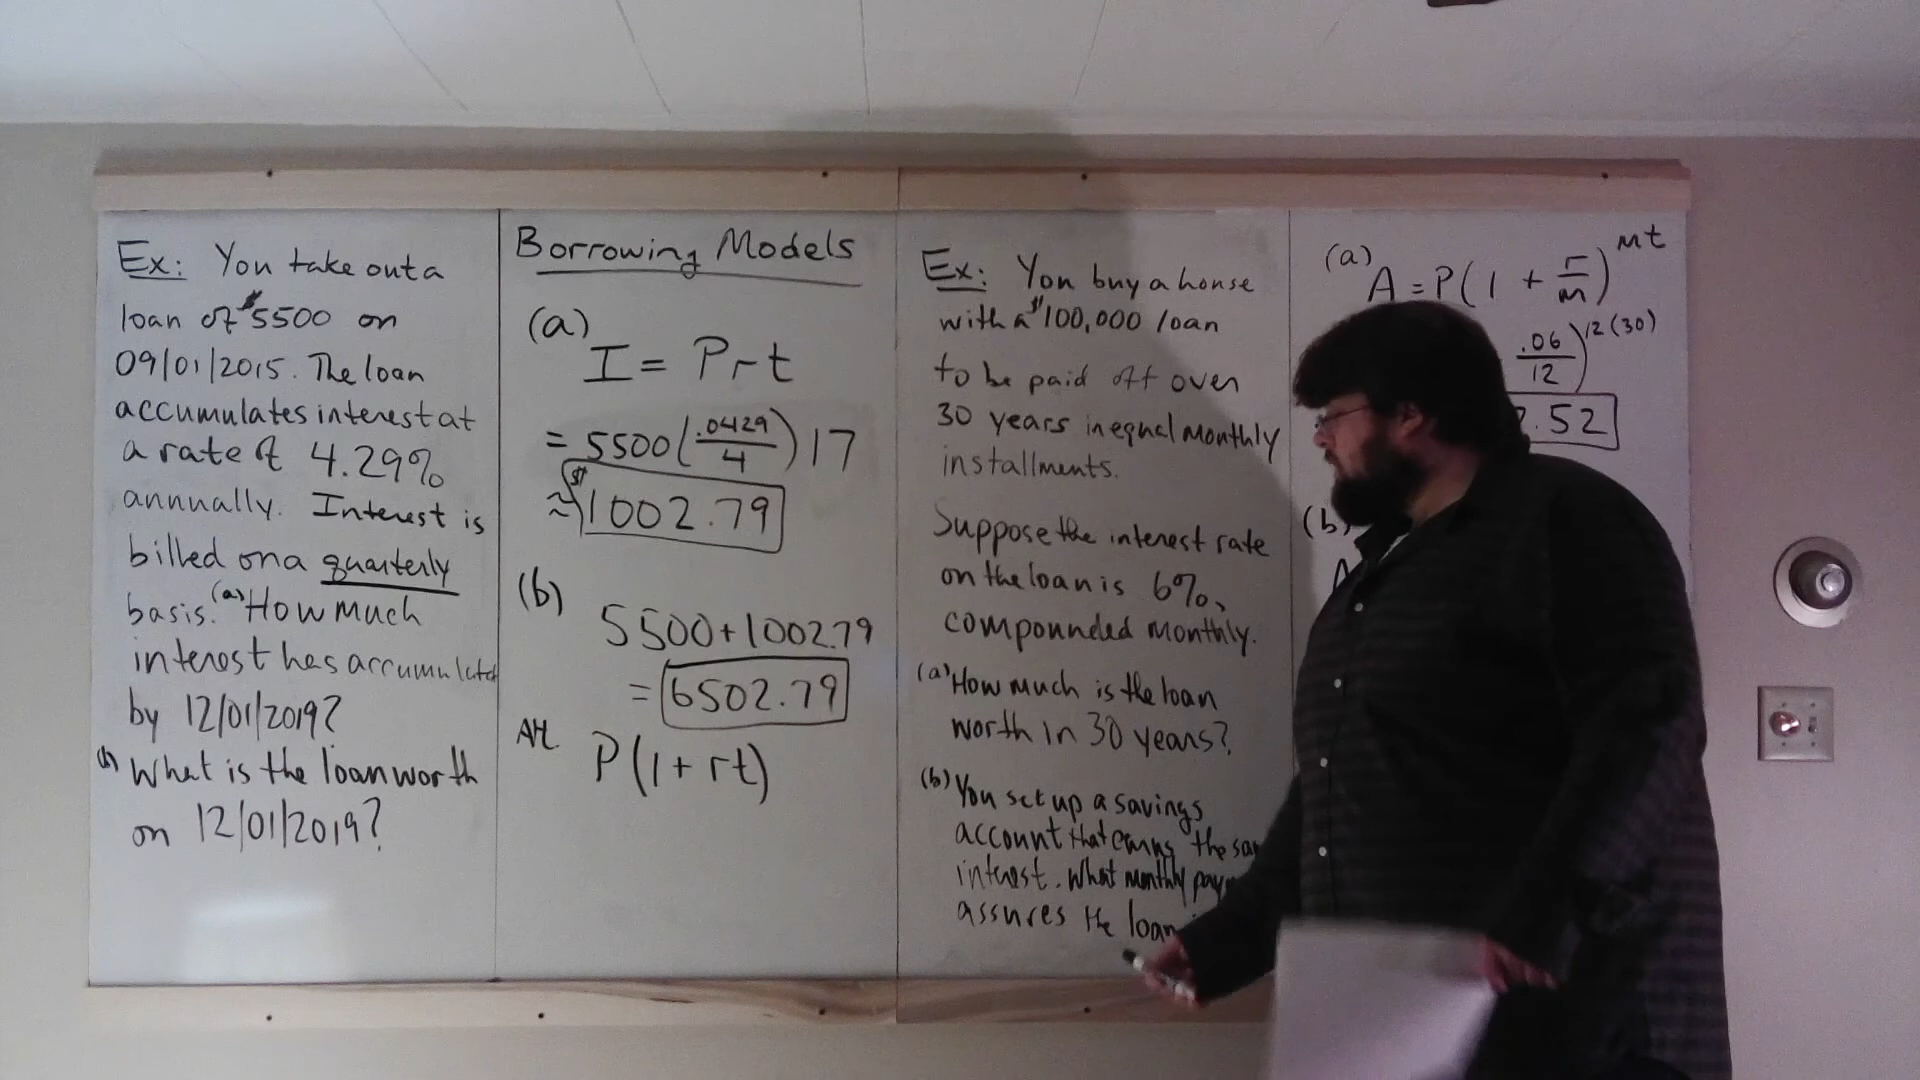 Ex: You take out a
loan of $5500 on
09/01/2015. The loan
accumulates interest at
a rate of 4.29%
annually. Interest is
billed on a quarterly
basis. (a) How much
interest has accumulated
by 12/01/2019?
(b) What is the loan worth
on 12/01/2019?
Borrowing Models
(a)
I = Prt
= 5500(.0429/4)17
≈ $1002.79
(b)
5500+1002.79
= 6502.79
Alt.
P(1+rt)
Ex: You buy a house
with a $100,000 loan
to be paid off over
30 years in equal monthly
installments.
Suppose the interest rate
on the loan is 6%,
compounded monthly.
(a) How much is the loan
worth in 30 years?
(b) You set up a savings
account that earns the
interest. What monthly
assures the loan
(a)
A = P(1 + r/m)^mt
.06/12)^12(30)
.52
(b)
A